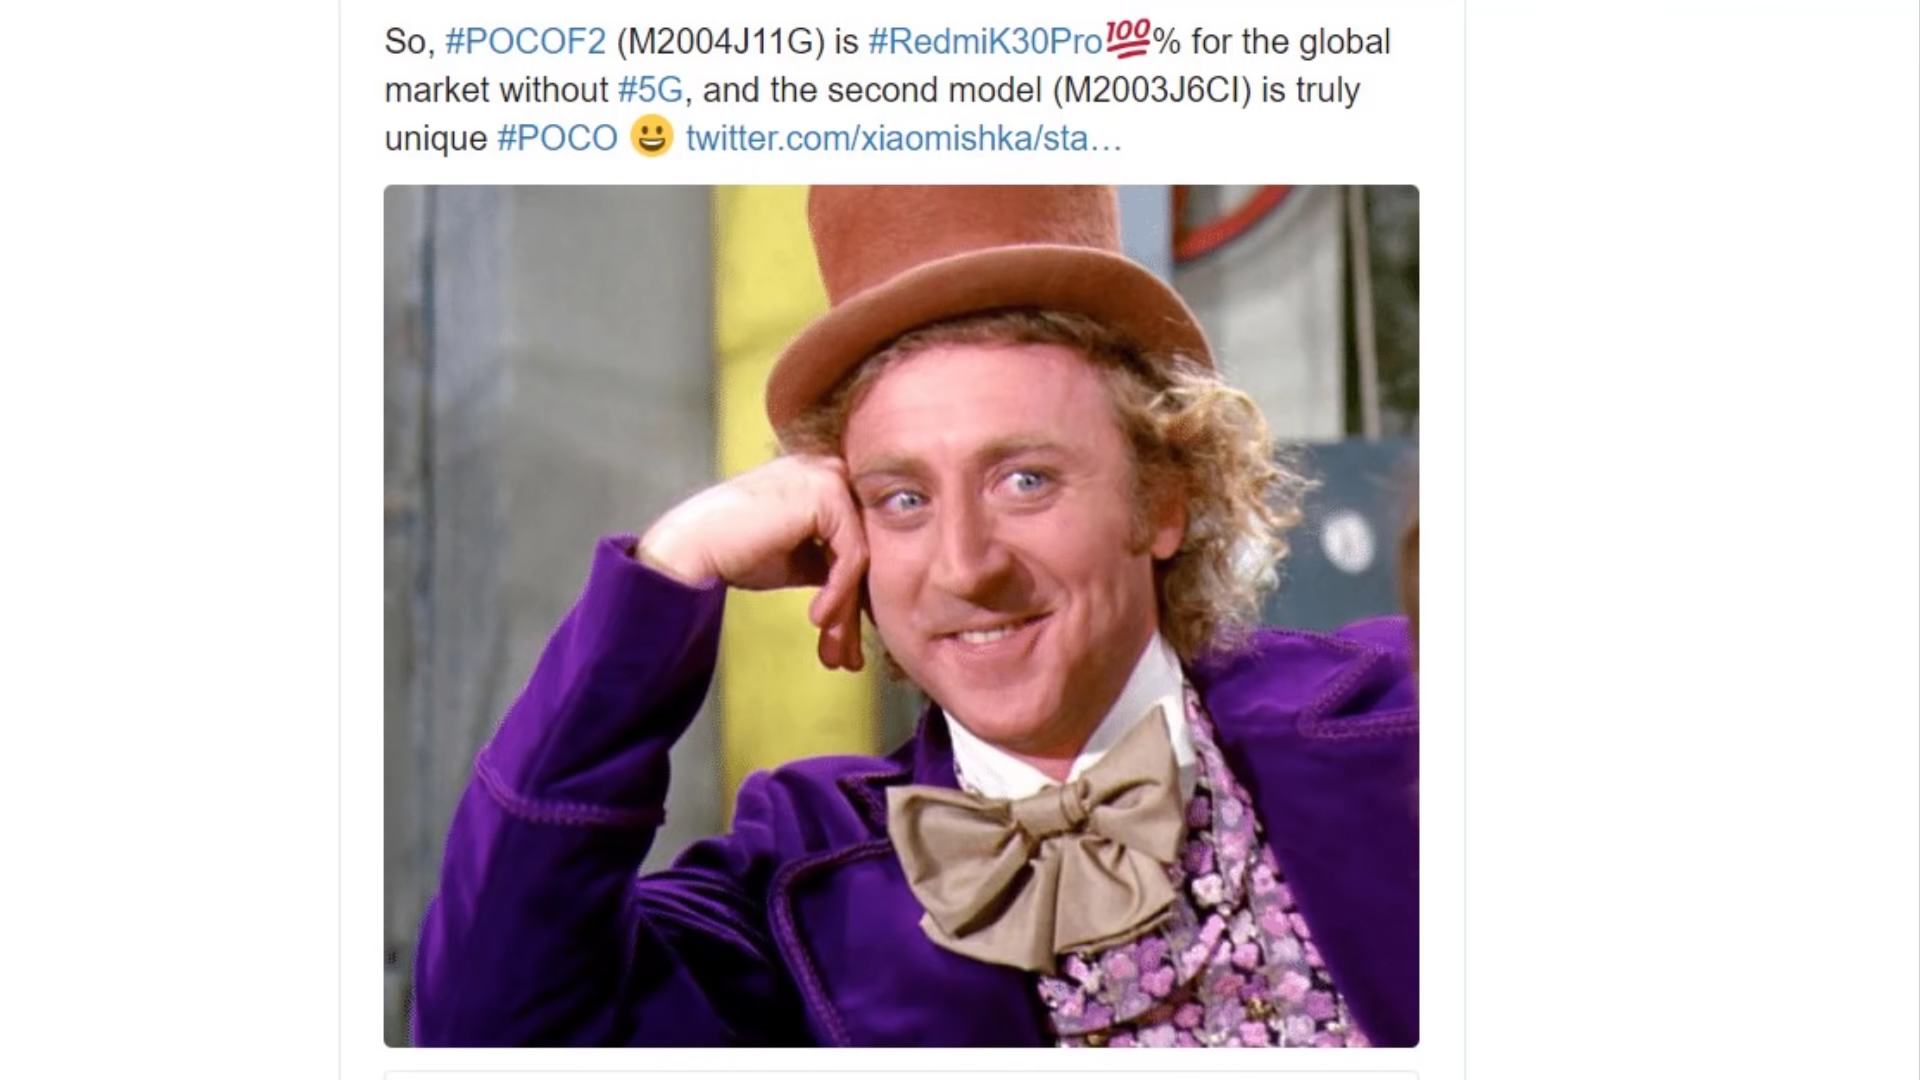 So, #POCOF2 (M2004J11G) is #RedmiK30Pro💯% for the global
market without #5G, and the second model (M2003J6CI) is truly
unique #POCO 😃 twitter.com/xiaomishka/sta…